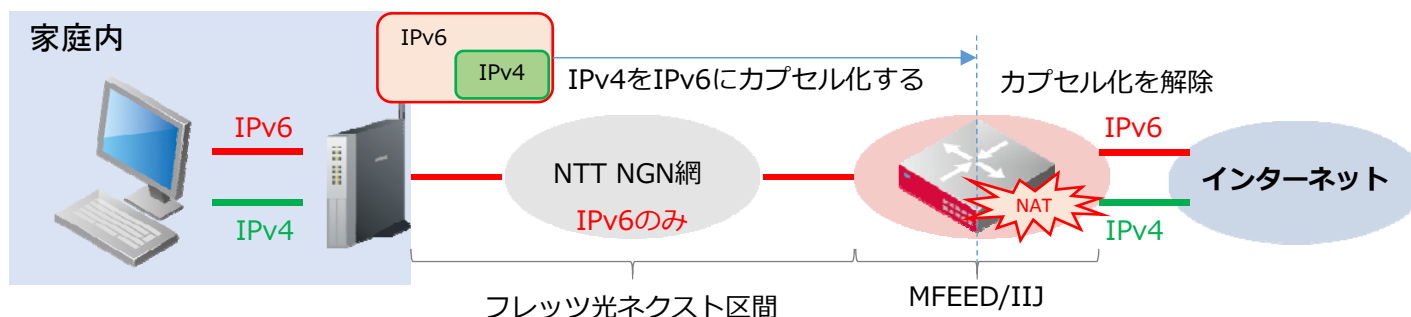 家庭内
IPv6
IPv4
IPv4をIPv6にカプセル化する
カプセル化を解除
IPv6
IPv4
NTT NGN網
IPv6のみ
NAT
IPv6
IPv4
インターネット
フレッツ光ネクスト区間
MFEED/IIJ